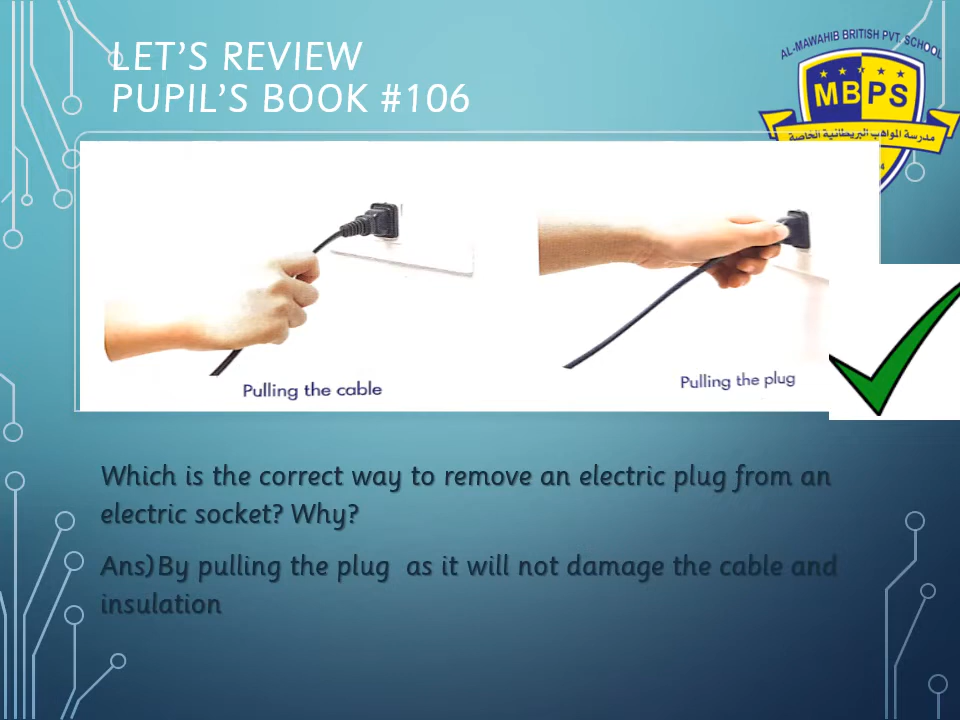 LET'S REVIEW
PUPIL'S BOOK #106
AL-MAWAHIB BRITISH PVT. SCHOOL
MBPS
مدرسة المواهب البريطانية الخاصة
Pulling the cable
Pulling the plug
Which is the correct way to remove an electric plug from an
electric socket? Why?
Ans)By pulling the plug  as it will not damage the cable and
insulation